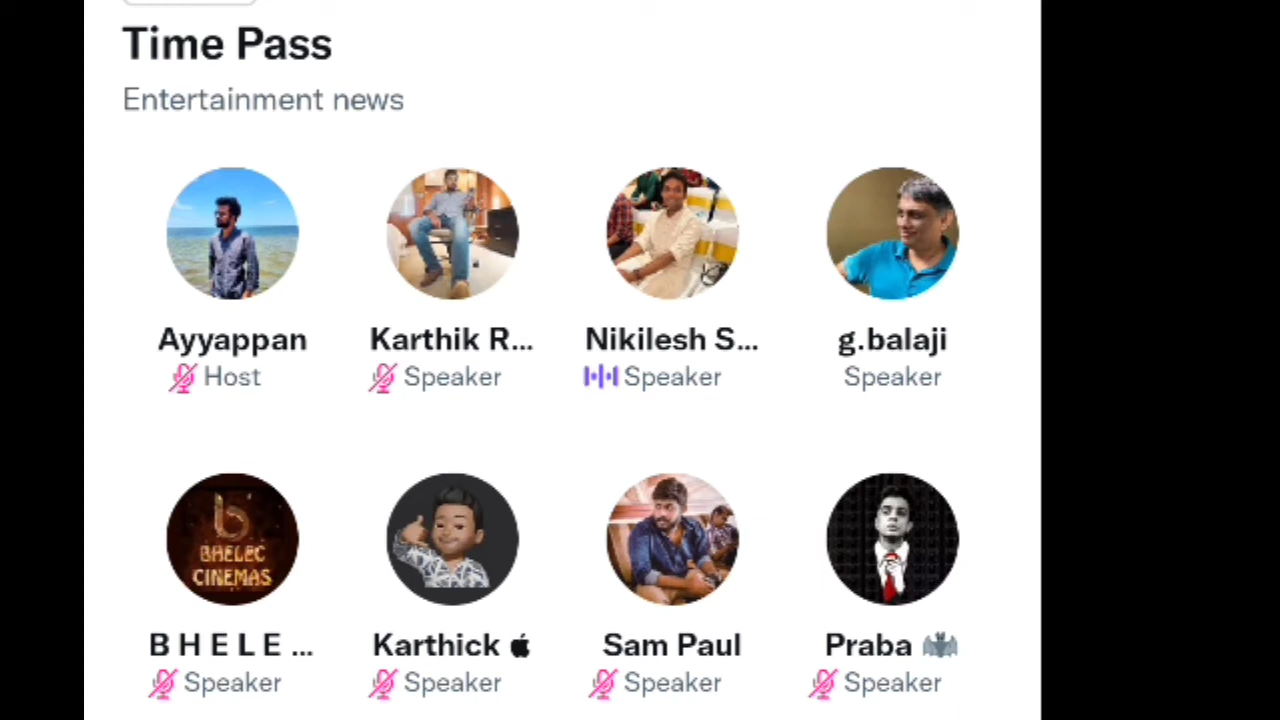 Time Pass
Entertainment news
Ayyappan
Host
Karthik R...
Speaker
Nikilesh S...
Speaker
g.balaji
Speaker
BHELEC
CINEMAS
B H E L E ...
Speaker
Karthick
Speaker
Sam Paul
Speaker
Praba 🦇
Speaker